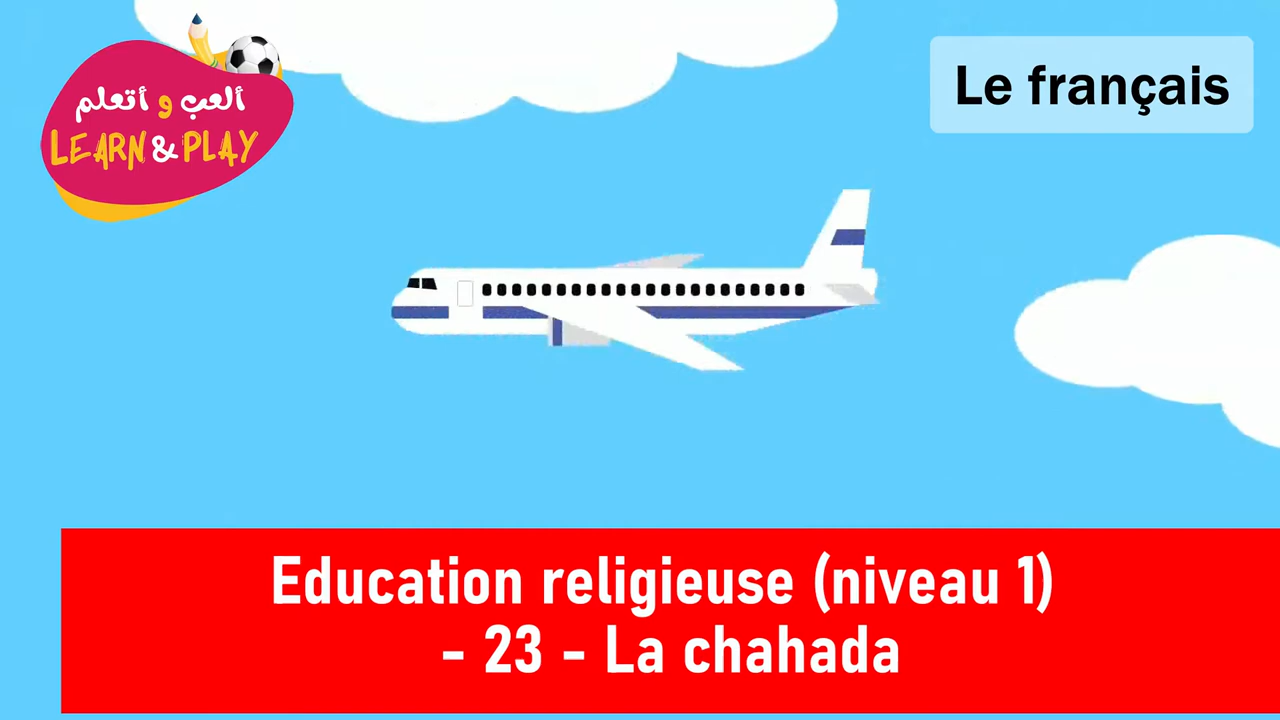 ألعب و أتعلم
LEARN & PLAY
Le français
Education religieuse (niveau 1)
- 23 - La chahada